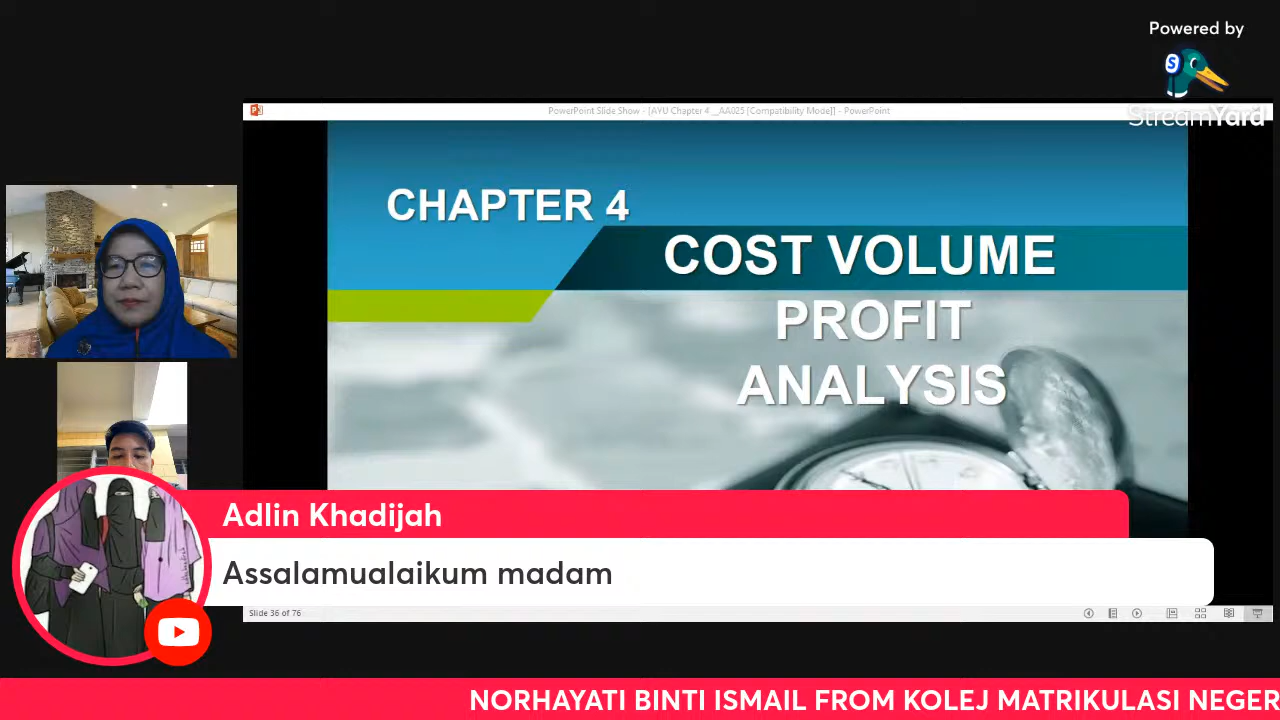 Powered by
S
StreamYard
PowerPoint Slide Show - [AYU Chapter 4 _ AA025 [Compatibility Mode]] - PowerPoint
CHAPTER 4
COST VOLUME
PROFIT
ANALYSIS
Adlin Khadijah
Assalamualaikum madam
Slide 36 of 76
NORHAYATI BINTI ISMAIL FROM KOLEJ MATRIKULASI NEGER